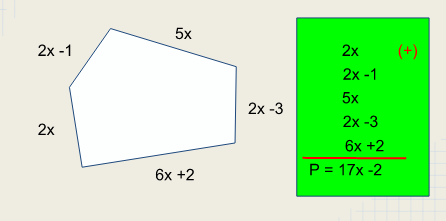 5x
2x -1
2x -3
2x
6x +2
2x (+)
2x -1
5x
2x -3
6x +2
P = 17x -2